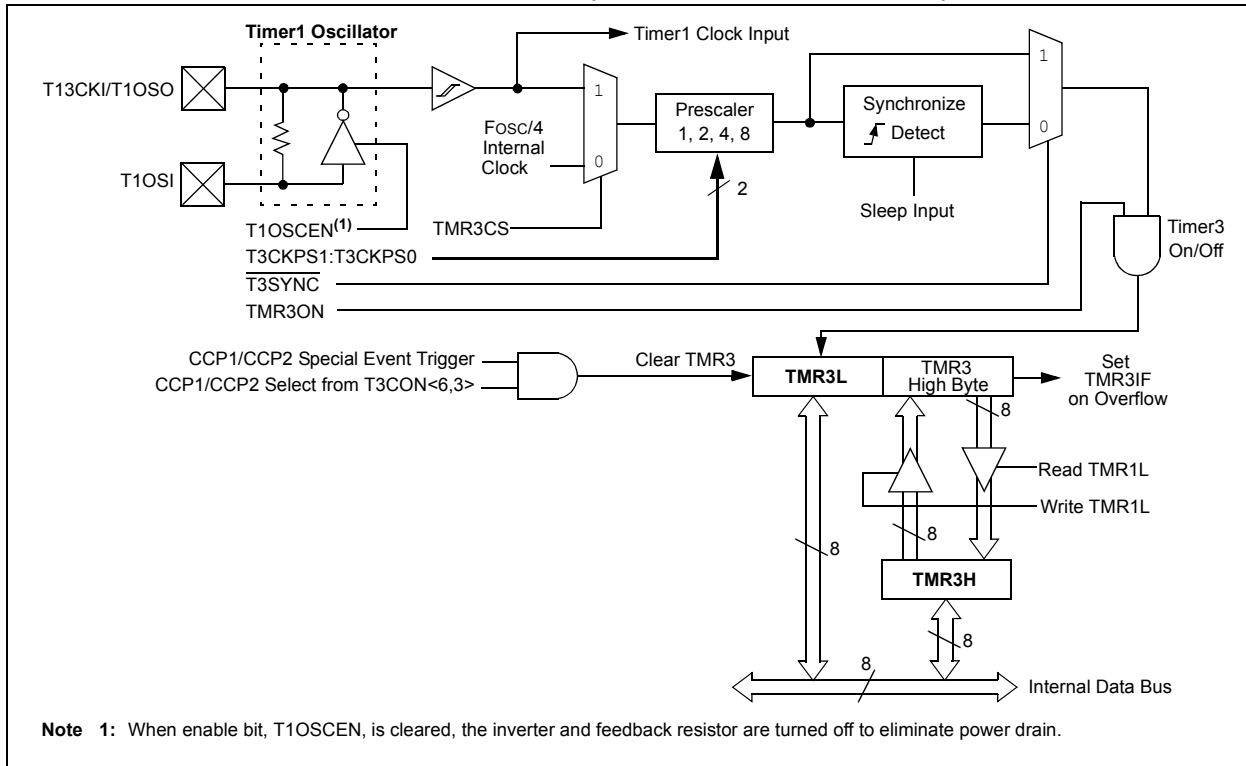 Timer1 Oscillator
Timer1 Clock Input
T13CKI/T1OSO
T1OSI
1
0
FOSC/4
Internal
Clock
Prescaler
1, 2, 4, 8
Synchronize
Detect
1
0
2
Sleep Input
T1OSCEN(1)
TMR3CS
T3CKPS1:T3CKPS0
T3SYNC
TMR3ON
Timer3
On/Off
CCP1/CCP2 Special Event Trigger
CCP1/CCP2 Select from T3CON<6,3>
Clear TMR3
TMR3L
TMR3
High Byte
Set
TMR3IF
on Overflow
8
Read TMR1L
Write TMR1L
8
8
TMR3H
8
8
Internal Data Bus
Note 1: When enable bit, T1OSCEN, is cleared, the inverter and feedback resistor are turned off to eliminate power drain.